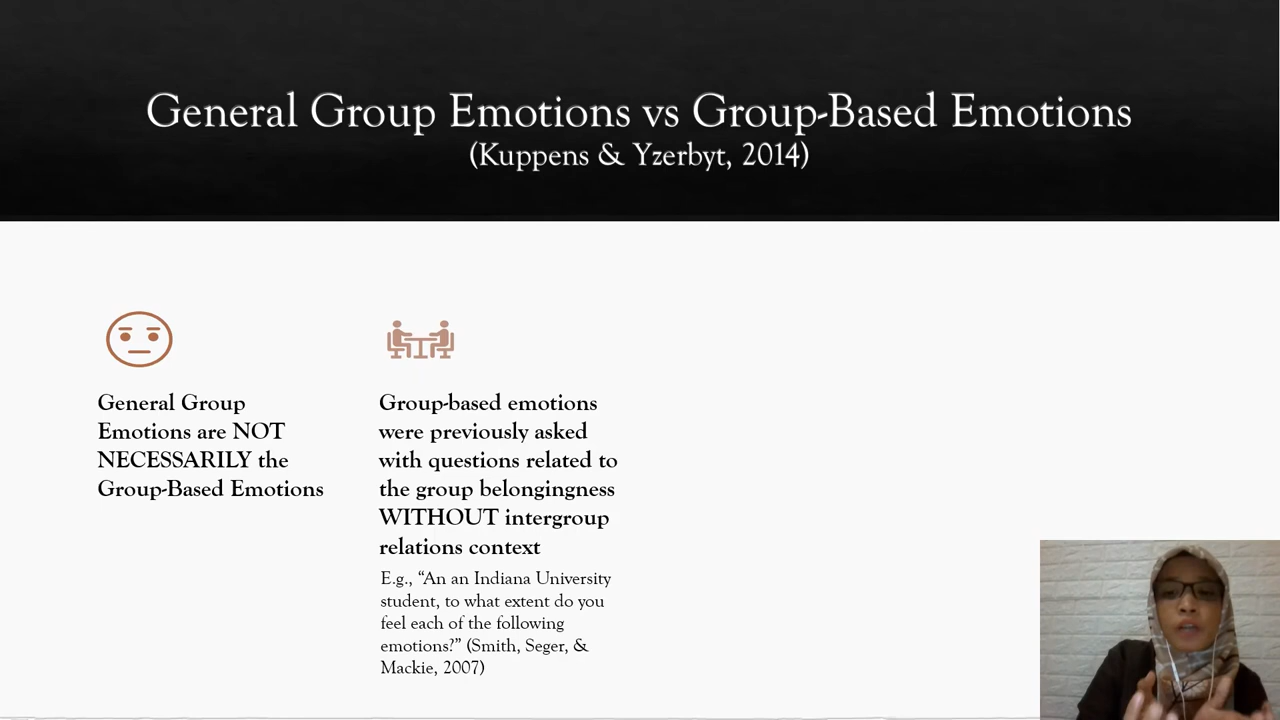 General Group Emotions vs Group-Based Emotions
(Kuppens & Yzerbyt, 2014)
General Group
Emotions are NOT
NECESSARILY the
Group-Based Emotions
Group-based emotions
were previously asked
with questions related to
the group belongingness
WITHOUT intergroup
relations context
E.g., “An an Indiana University
student, to what extent do you
feel each of the following
emotions?” (Smith, Seger, &
Mackie, 2007)